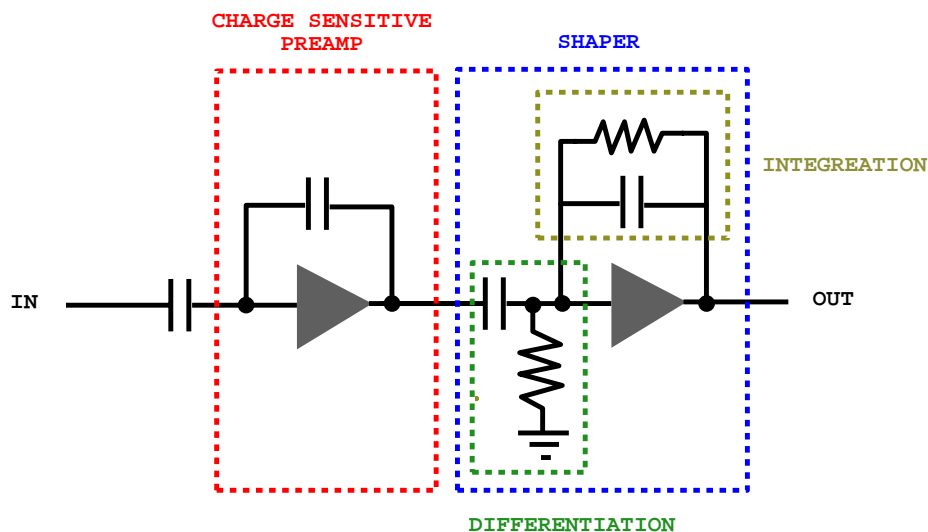 CHARGE SENSITIVE
PREAMP
SHAPER
INTEGREATION
IN
OUT
DIFFERENTIATION